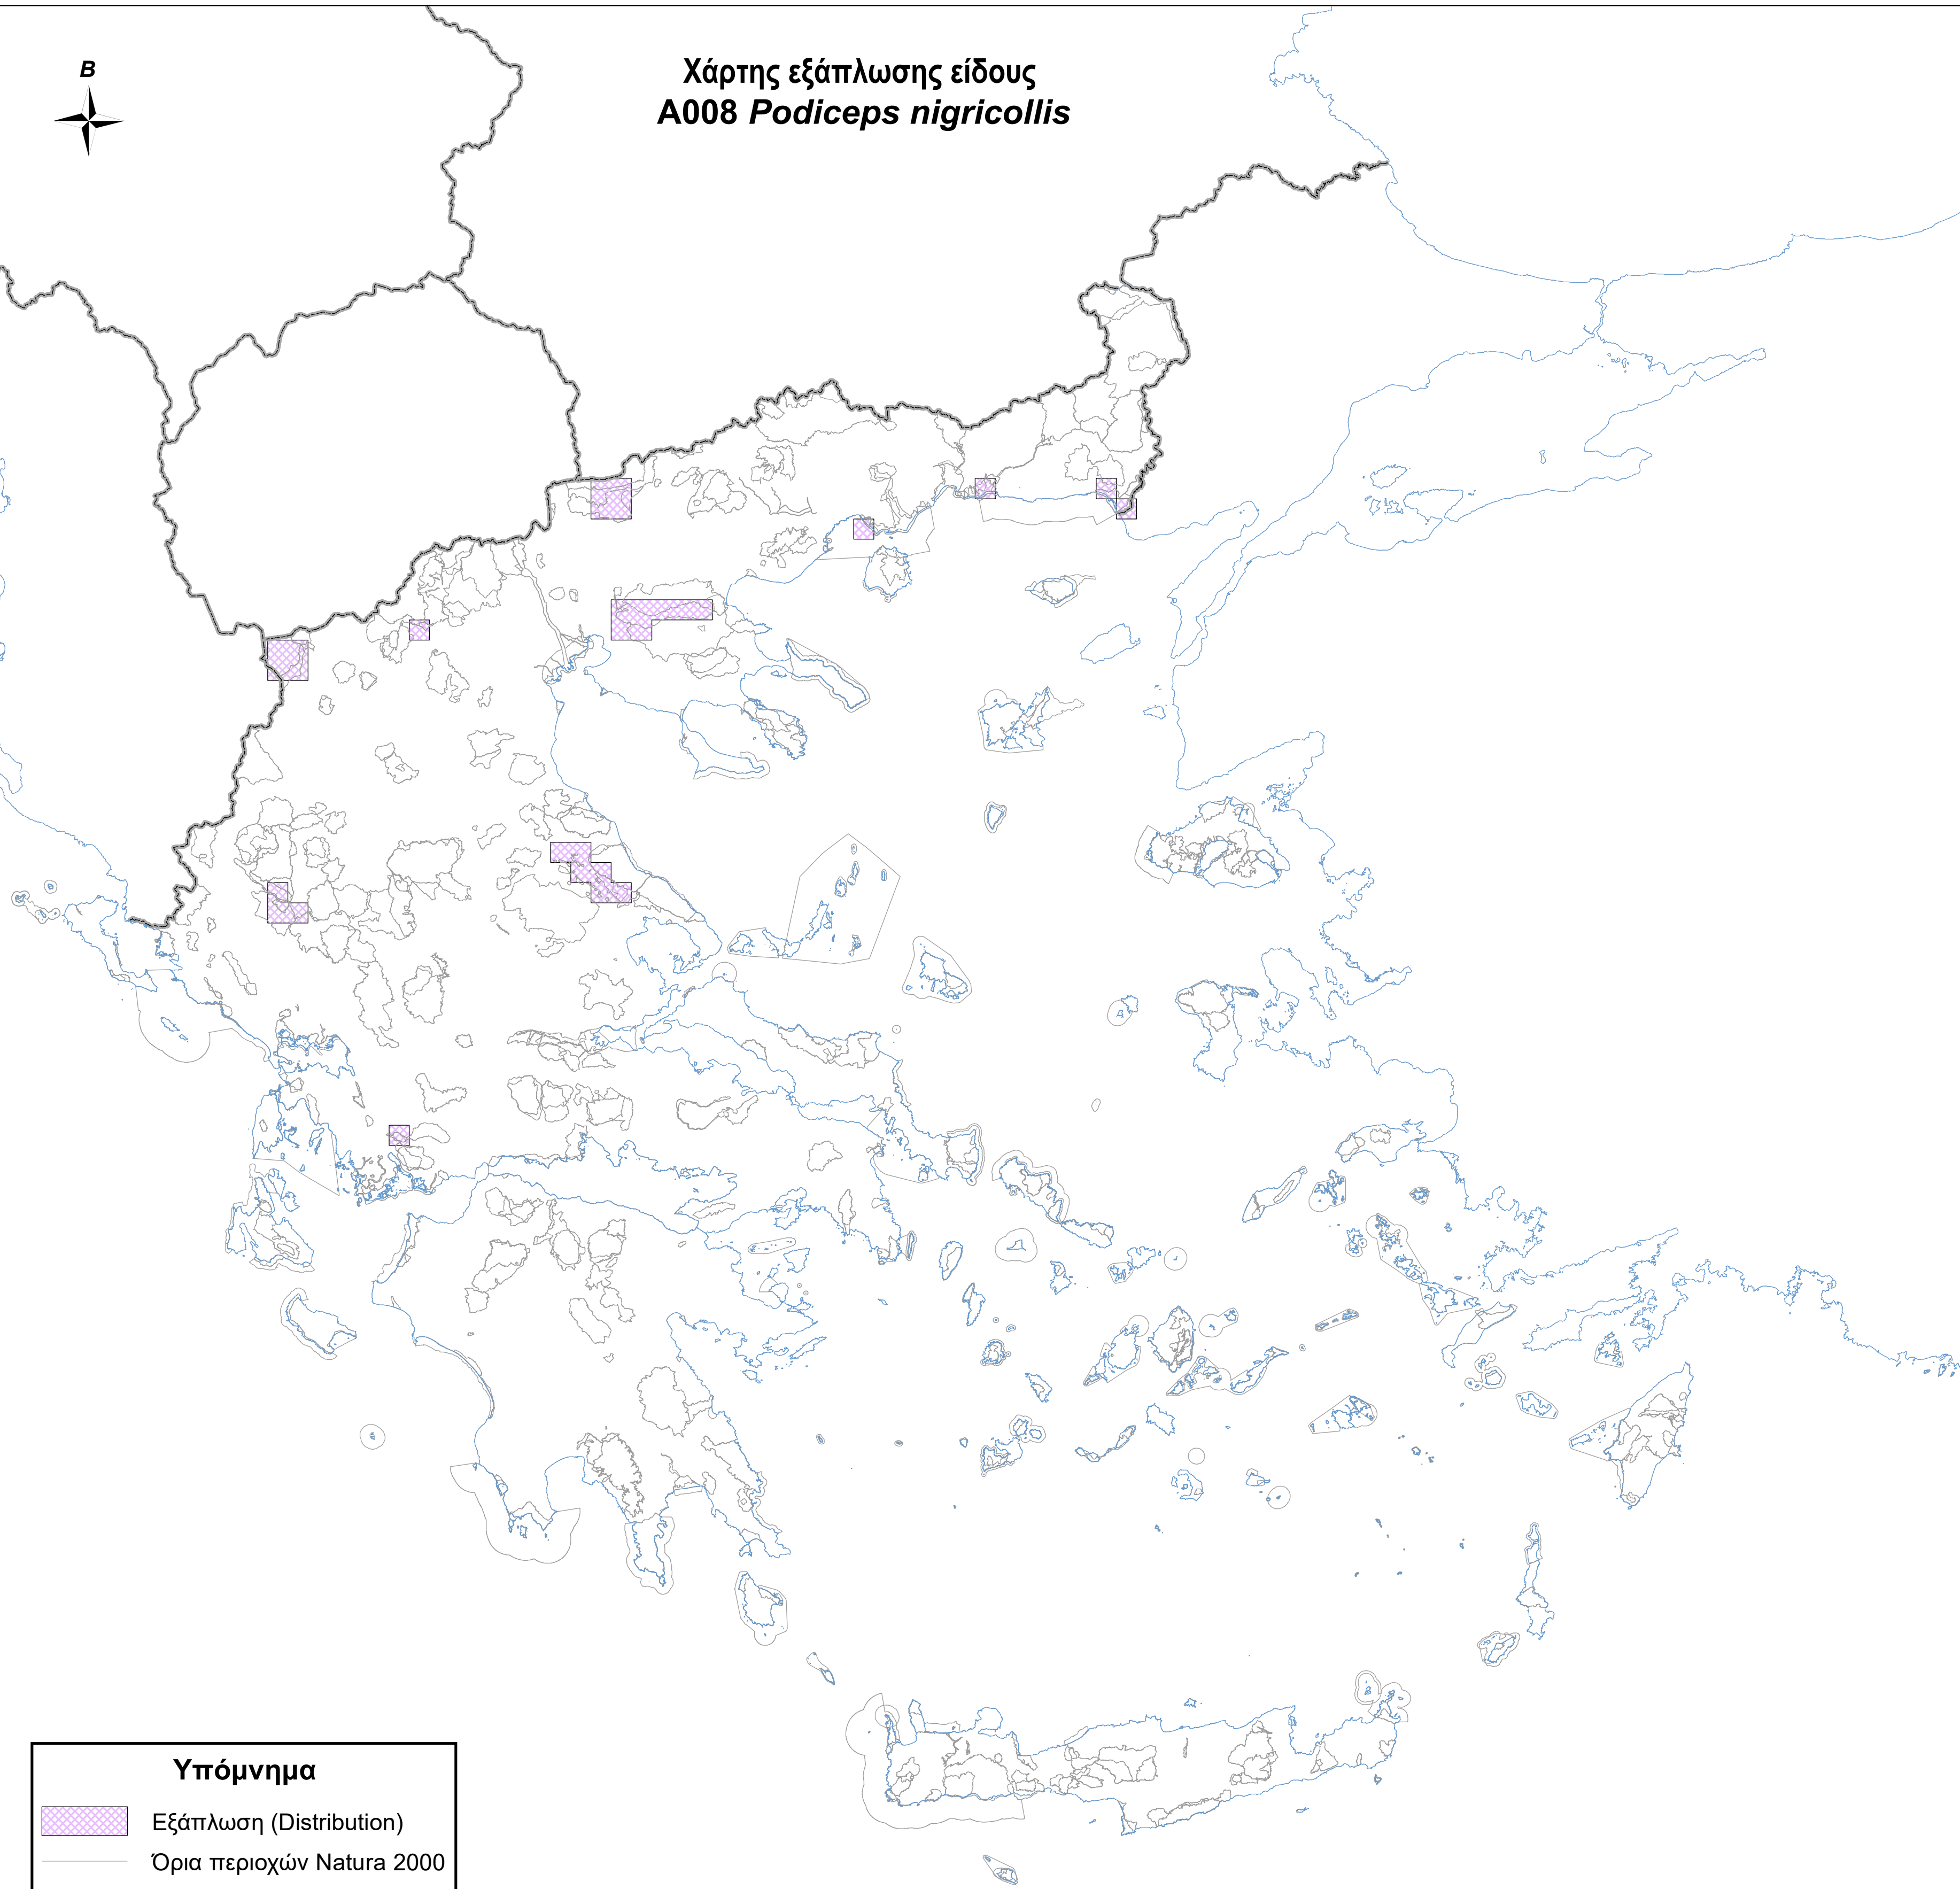 B
Χάρτης εξάπλωσης είδους
A008 Podiceps nigricollis
Υπόμνημα
Εξάπλωση (Distribution)
Όρια περιοχών Natura 2000